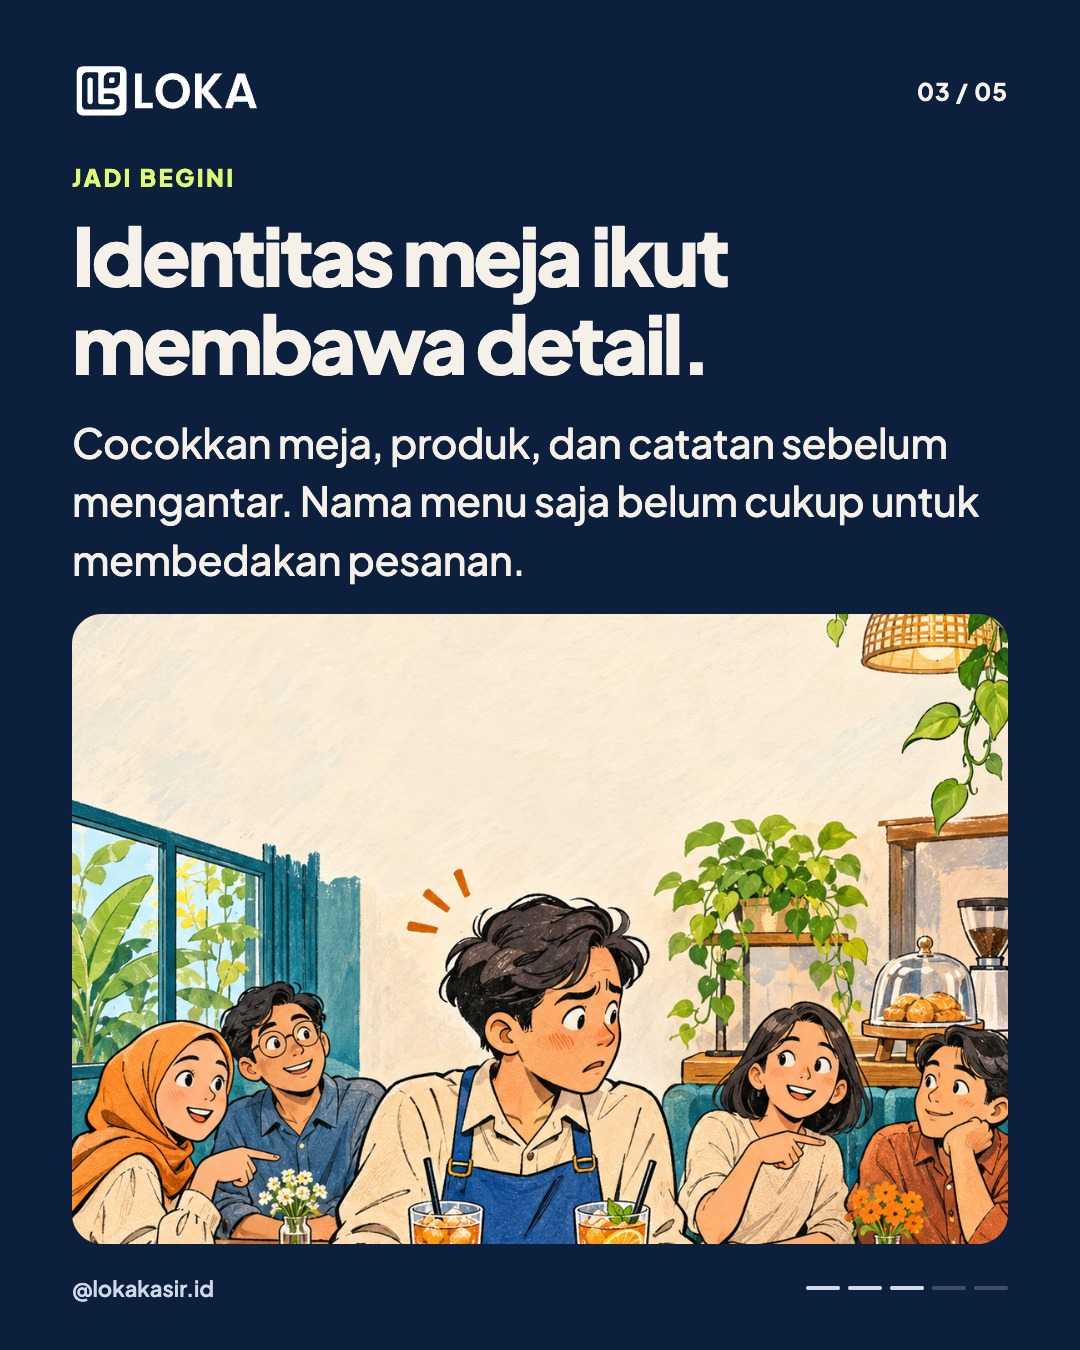 LOKA
03 / 05
JADI BEGINI
Identitas meja ikut
membawa detail.
Cocokkan meja, produk, dan catatan sebelum
mengantar. Nama menu saja belum cukup untuk
membedakan pesanan.
@lokakasir.id